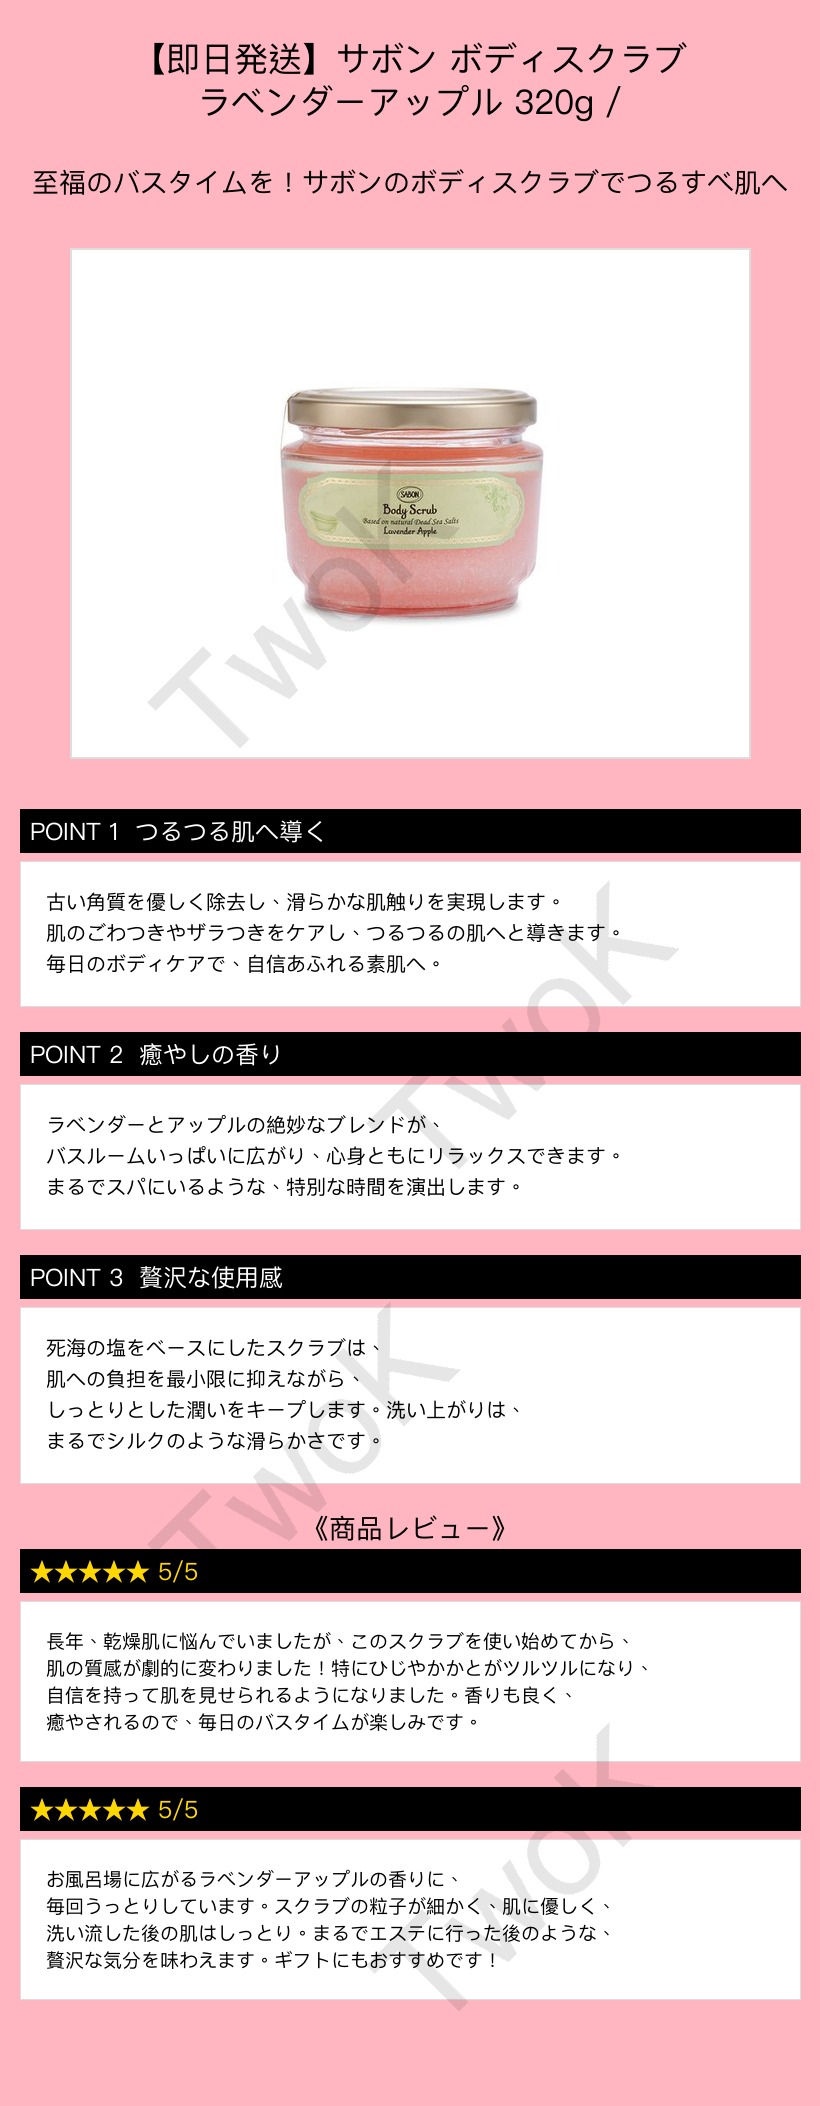 【即日発送】サボン ボディスクラブ
ラベンダーアップル 320g /
至福のバスタイムを！サボンのボディスクラブでつるすべ肌へ
SABON
Body Scrub
Based on natural Dead Sea Salts
Lavender Apple
TwoK
POINT 1 つるつる肌へ導く
古い角質を優しく除去し、滑らかな肌触りを実現します。
肌のごわつきやザラつきをケアし、つるつるの肌へと導きます。
毎日のボディケアで、自信あふれる素肌へ。
TwoK
POINT 2 癒やしの香り
ラベンダーとアップルの絶妙なブレンドが、
バスルームいっぱいに広がり、心身ともにリラックスできます。
まるでスパにいるような、特別な時間を演出します。
POINT 3 贅沢な使用感
死海の塩をベースにしたスクラブは、
肌への負担を最小限に抑えながら、
しっとりとした潤いをキープします。洗い上がりは、
まるでシルクのような滑らかさです。
TwoK
《商品レビュー》
★★★★★ 5/5
長年、乾燥肌に悩んでいましたが、このスクラブを使い始めてから、
肌の質感が劇的に変わりました！特にひじやかかとがツルツルになり、
自信を持って肌を見せられるようになりました。香りも良く、
癒やされるので、毎日のバスタイムが楽しみです。
★★★★★ 5/5
お風呂場に広がるラベンダーアップルの香りに、
毎回うっとりしています。スクラブの粒子が細かく、肌に優しく、
洗い流した後の肌はしっとり。まるでエステに行った後のような、
贅沢な気分を味わえます。ギフトにもおすすめです！
TwoK